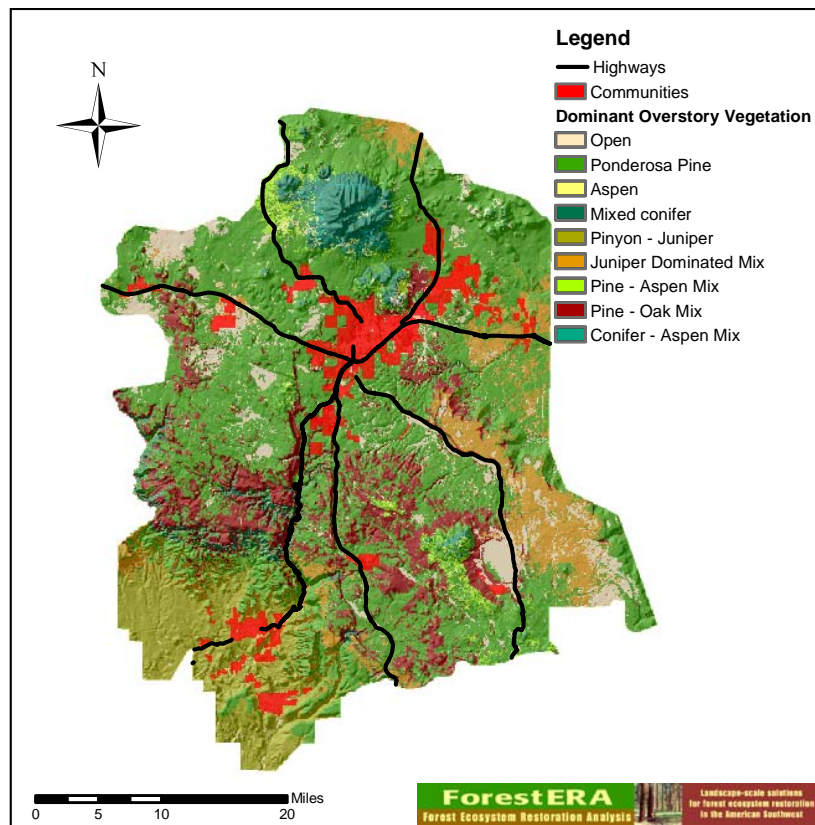 Legend
Highways
Communities
Dominant Overstory Vegetation
Open
Ponderosa Pine
Aspen
Mixed conifer
Pinyon - Juniper
Juniper Dominated Mix
Pine - Aspen Mix
Pine - Oak Mix
Conifer - Aspen Mix
N
Miles
0 5 10 20
ForestERA
Forest Ecosystem Restoration Analysis
Landscape-scale solutions
for forest ecosystem restoration
in the American Southwest